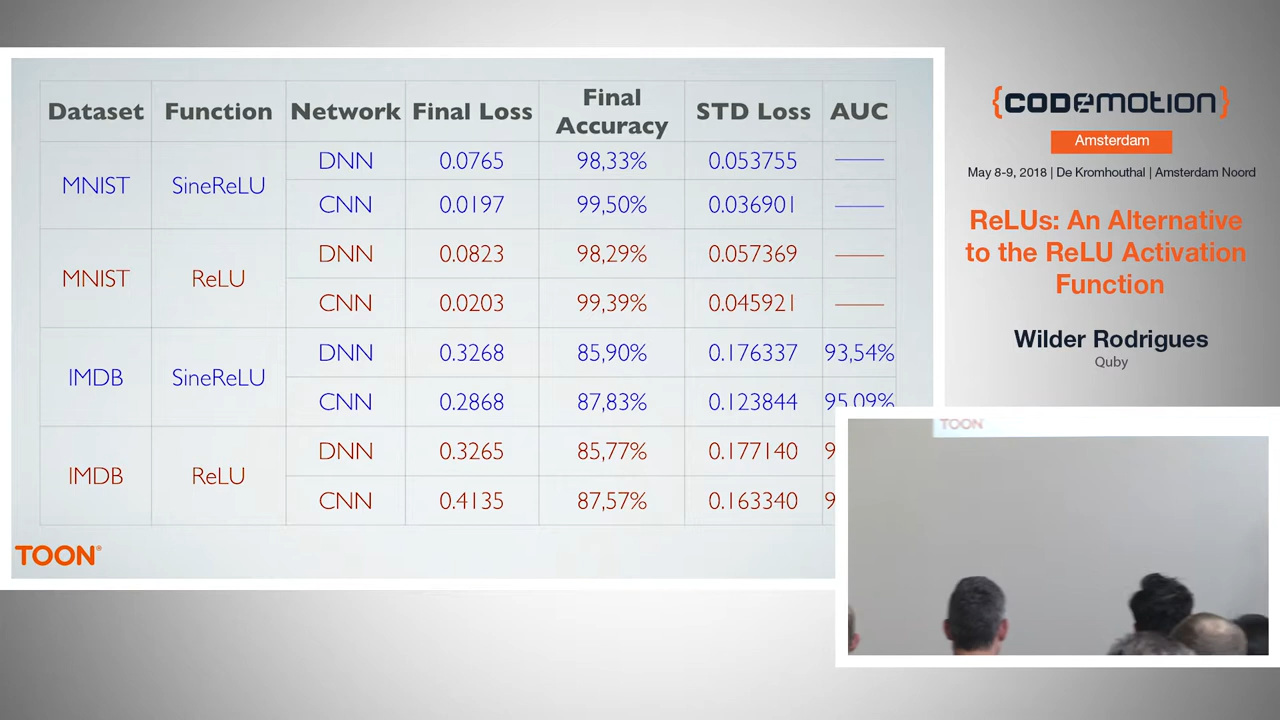 Dataset Function Network Final Loss Final Accuracy STD Loss AUC
MNIST SineReLU DNN 0.0765 98,33% 0.053755 ——
CNN 0.0197 99,50% 0.036901 ——
MNIST ReLU DNN 0.0823 98,29% 0.057369 ——
CNN 0.0203 99,39% 0.045921 ——
IMDB SineReLU DNN 0.3268 85,90% 0.176337 93,54%
CNN 0.2868 87,83% 0.123844 95,09%
IMDB ReLU DNN 0.3265 85,77% 0.177140 9
CNN 0.4135 87,57% 0.163340 9
TOON®
{CODEMOTION}
Amsterdam
May 8-9, 2018 | De Kromhouthal | Amsterdam Noord
ReLUs: An Alternative
to the ReLU Activation
Function
Wilder Rodrigues
Quby
TOON